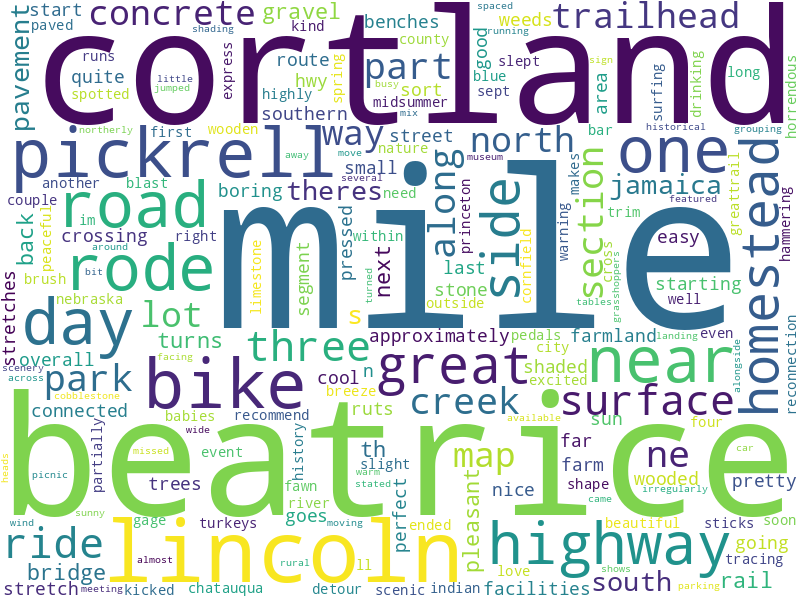 start
concrete
gravel
benches
weeds
trailhead
spaced
shading
running
paved
runs
kind
county
good
cortland
sign
pavement
quite
express
route
part
blue
slept
area
surfing
drinking
long
horrendous
spotted
little
jumped
hwy
spring
busy
sort
midsummer
sept
mix
highly
southern
northerly
first
wooden
way
street
north
bar
historical
grouping
pickrell
away
move
museum
nature
one
another
blast
small
several
need
princeton
makes
warning
jamaica
couple
boring
theres
along
side
section
trim
featured
greattrail
homestead
hammering
road
im
peaceful
back
crossing
around
right
pressed
within
mile
cross
easy
rode
bit
limestone
segment
next
last
stone
cornfield
grasshoppers
starting
tables
well
brush
nebraska
turned
outside
landing
even
stretches
day
lot
s
turns
three
approximately
pedals
farmland
city
near
alongside
reconnection
scenery
facing
overall
across
park
bike
cool
n
great
shaded
excited
cobblestone
breeze
creek
surface
connected
babies
wide
recommend
ruts
available
sun
four
heads
beatrice
missed
way
partially
event
history
th
map
far
ne
car
picnic
trees
fawn
slight
farm
shape
wooded
pretty
warm
stated
nice
came
irregularly
sunny
wind
gage
turkeys
river
goes
moving
perfect
pleasant
ended
beautiful
sticks
soon
ride
lincoln
highway
going
tracing
bridge
almost
rural
detour
ll
love
shows
south
rail
parking
stretch
meeting
kicked
chatauqua
scenic
indian
facilities